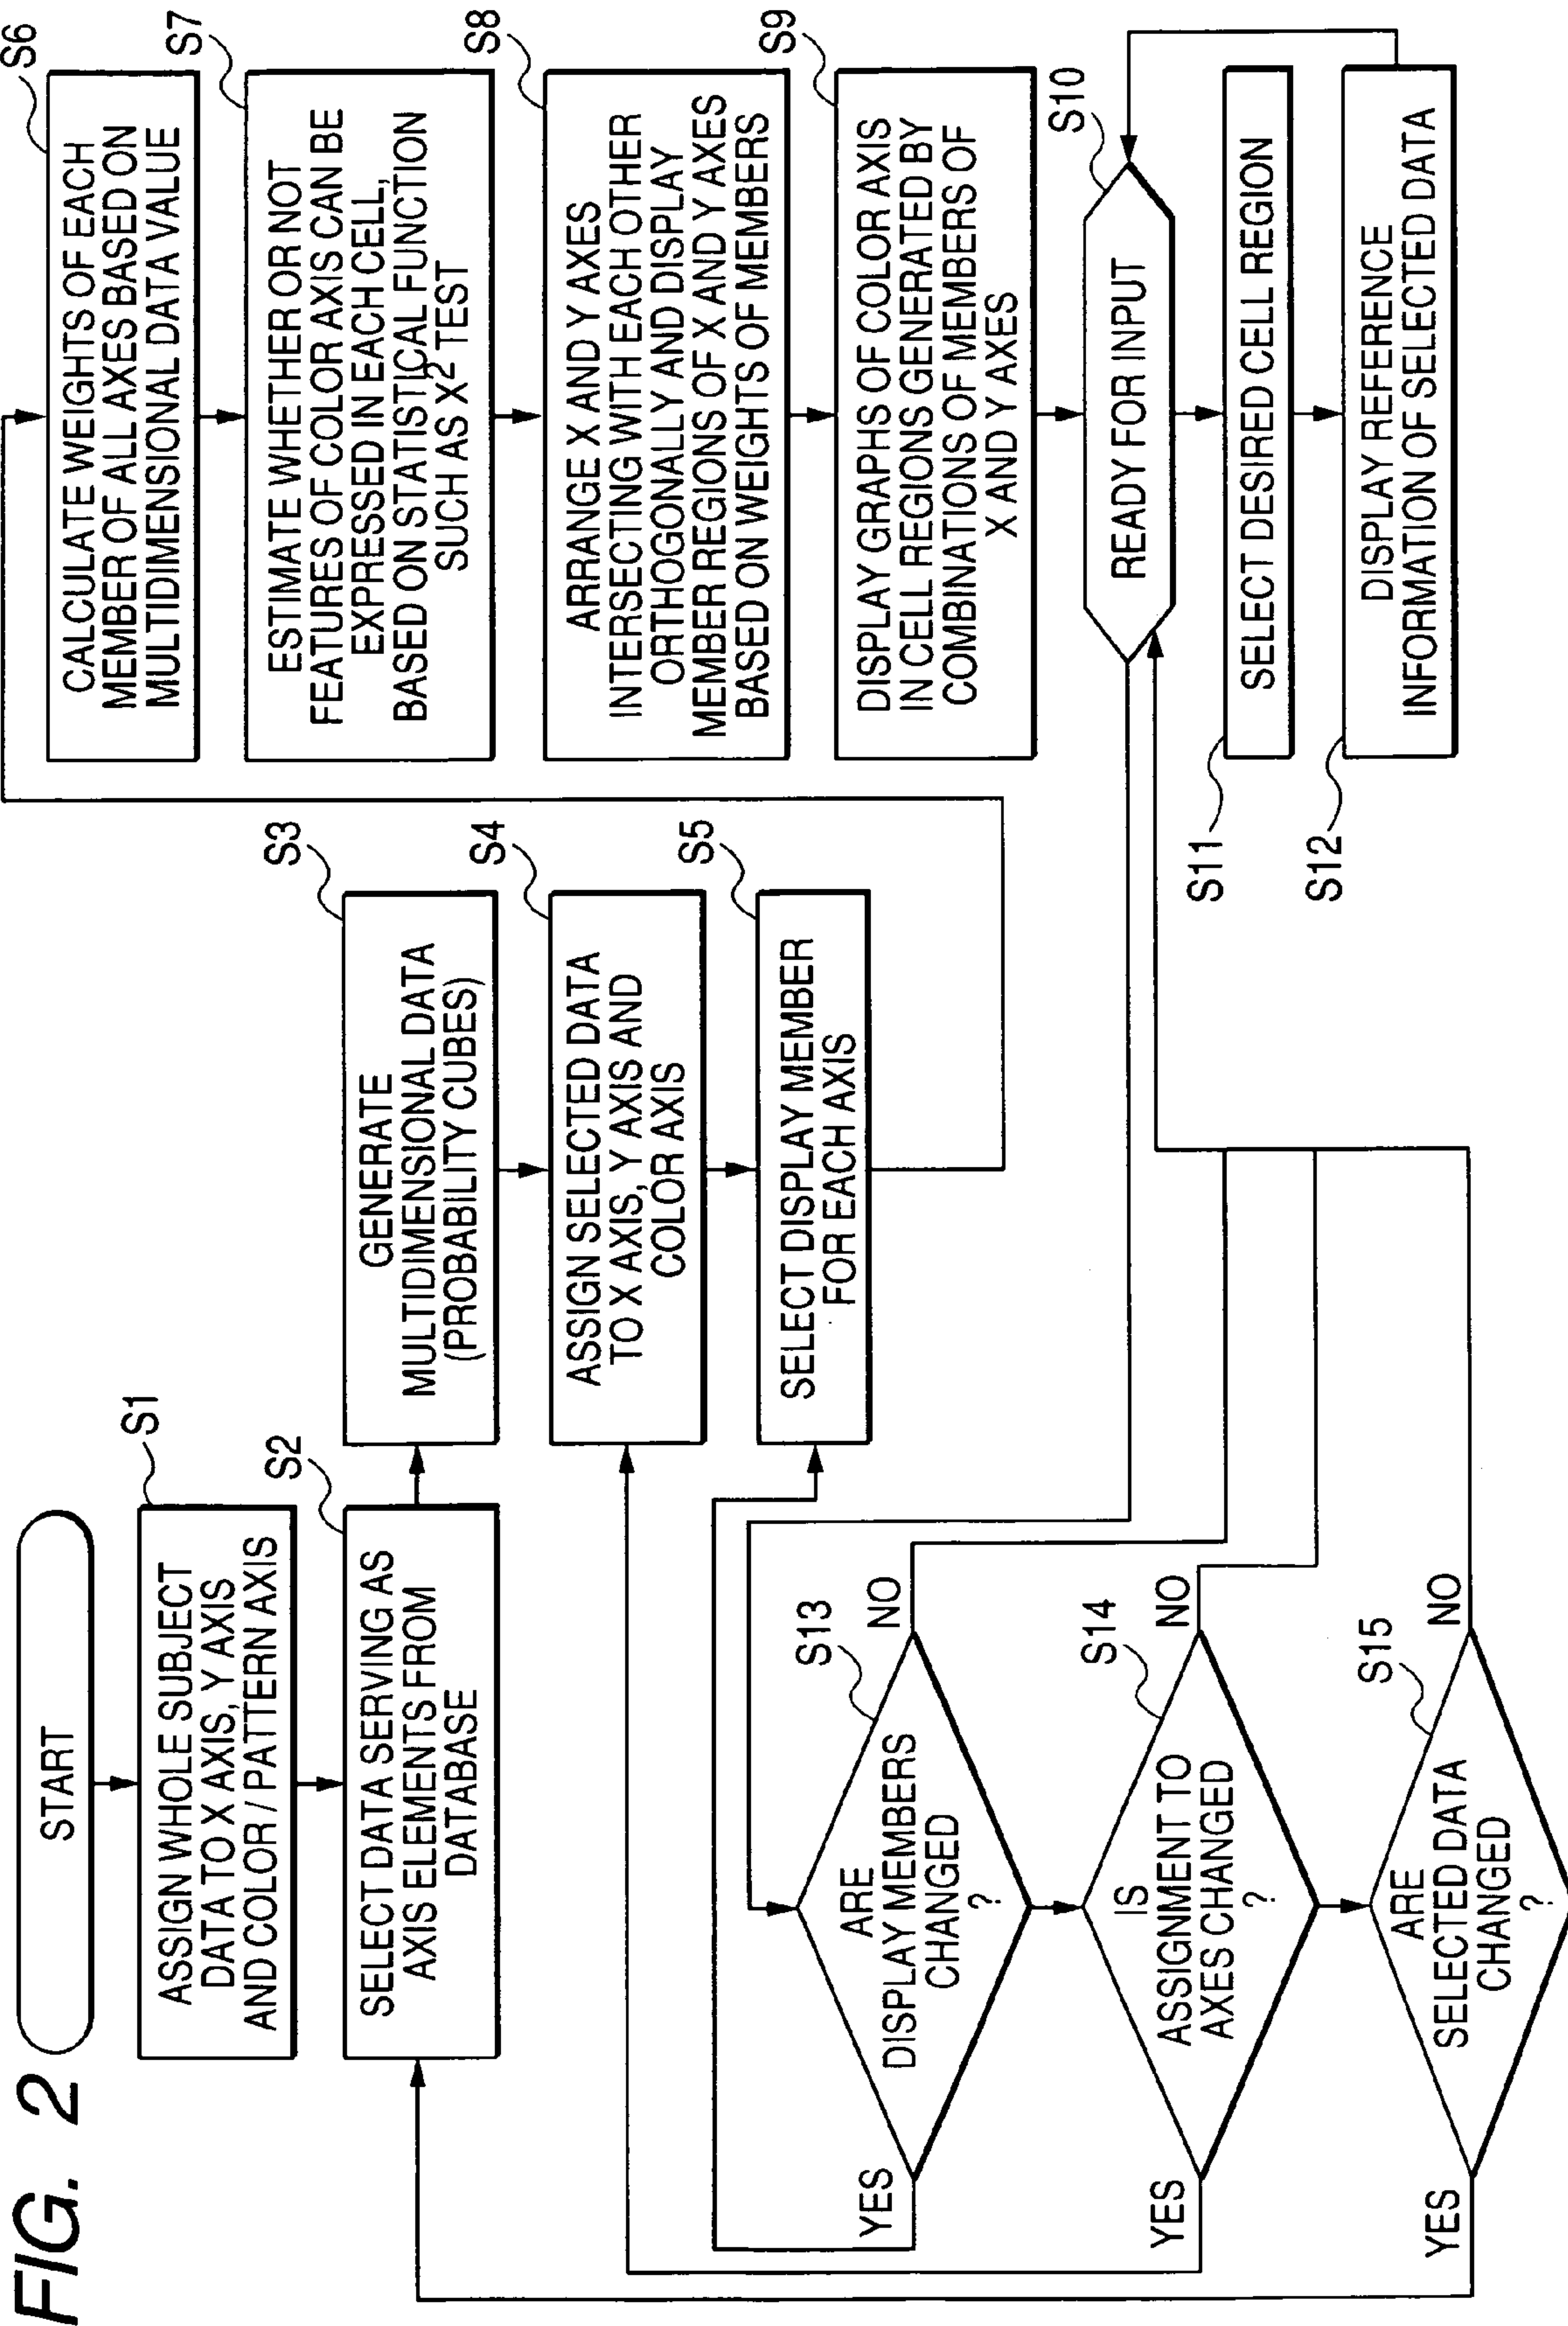 FIG. 2
START
S1
ASSIGN WHOLE SUBJECT
DATA TO X AXIS, Y AXIS
AND COLOR / PATTERN AXIS
S2
SELECT DATA SERVING AS
AXIS ELEMENTS FROM
DATABASE
S3
GENERATE
MULTIDIMENSIONAL DATA
(PROBABILITY CUBES)
S4
ASSIGN SELECTED DATA
TO X AXIS, Y AXIS AND
COLOR AXIS
S5
SELECT DISPLAY MEMBER
FOR EACH AXIS
S6
CALCULATE WEIGHTS OF EACH
MEMBER OF ALL AXES BASED ON
MULTIDIMENSIONAL DATA VALUE
S7
ESTIMATE WHETHER OR NOT
FEATURES OF COLOR AXIS CAN BE
EXPRESSED IN EACH CELL,
BASED ON STATISTICAL FUNCTION
SUCH AS X² TEST
S8
ARRANGE X AND Y AXES
INTERSECTING WITH EACH OTHER
ORTHOGONALLY AND DISPLAY
MEMBER REGIONS OF X AND Y AXES
BASED ON WEIGHTS OF MEMBERS
S9
DISPLAY GRAPHS OF COLOR AXIS
IN CELL REGIONS GENERATED BY
COMBINATIONS OF MEMBERS OF
X AND Y AXES
S10
READY FOR INPUT
S11
SELECT DESIRED CELL REGION
S12
DISPLAY REFERENCE
INFORMATION OF SELECTED DATA
S13
ARE
DISPLAY MEMBERS
CHANGED
?
YES
NO
S14
IS
ASSIGNMENT TO
AXES CHANGED
?
YES
NO
S15
ARE
SELECTED DATA
CHANGED
?
YES
NO